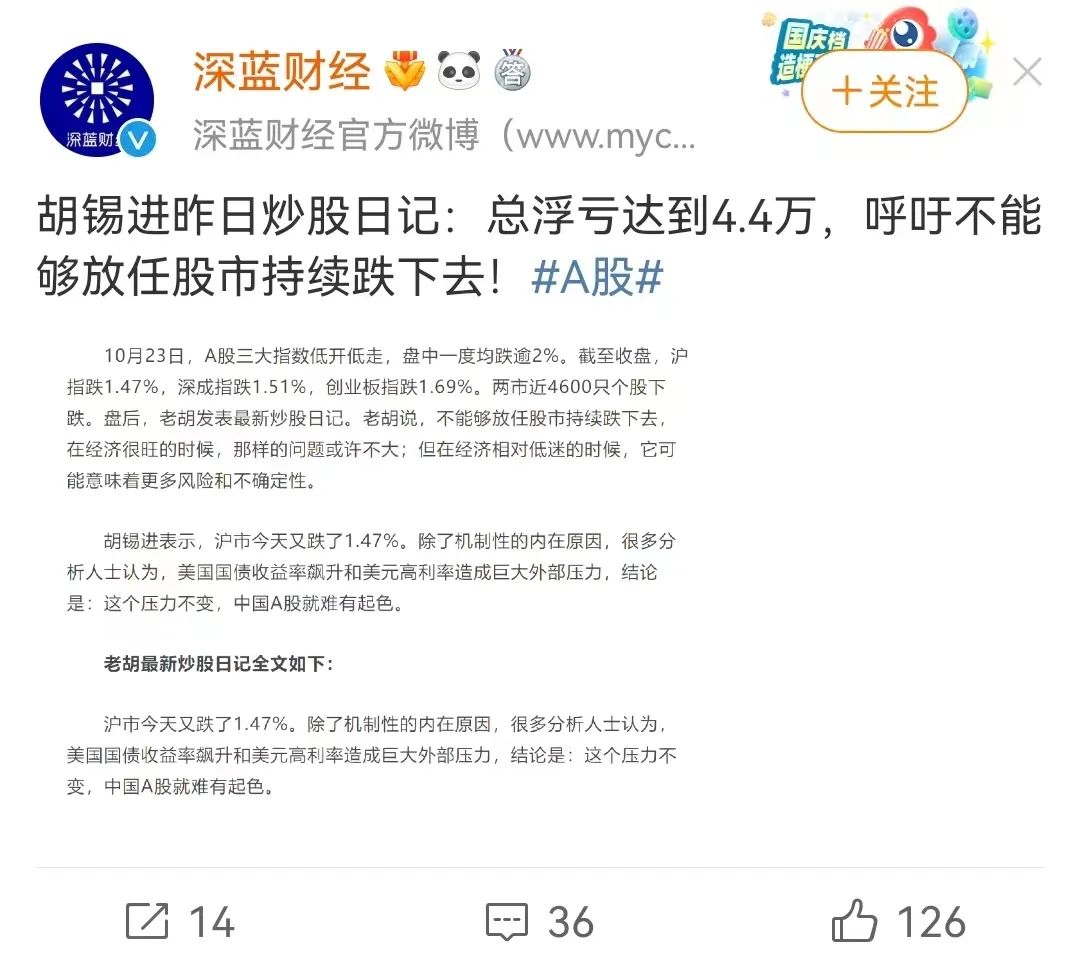 深蓝财经
答
深蓝财经官方微博（www.myc...
国庆档
造梗
＋关注
深蓝财
胡锡进昨日炒股日记：总浮亏达到4.4万，呼吁不能
够放任股市持续跌下去！#A股#
10月23日，A股三大指数低开低走，盘中一度均跌逾2%。截至收盘，沪
指跌1.47%，深成指跌1.51%，创业板指跌1.69%。两市近4600只个股下
跌。盘后，老胡发表最新炒股日记。老胡说，不能够放任股市持续跌下去，
在经济很旺的时候，那样的问题或许不大；但在经济相对低迷的时候，它可
能意味着更多风险和不确定性。
胡锡进表示，沪市今天又跌了1.47%。除了机制性的内在原因，很多分
析人士认为，美国国债收益率飙升和美元高利率造成巨大外部压力，结论
是：这个压力不变，中国A股就难有起色。
老胡最新炒股日记全文如下：
沪市今天又跌了1.47%。除了机制性的内在原因，很多分析人士认为，
美国国债收益率飙升和美元高利率造成巨大外部压力，结论是：这个压力不
变，中国A股就难有起色。
14
36
126